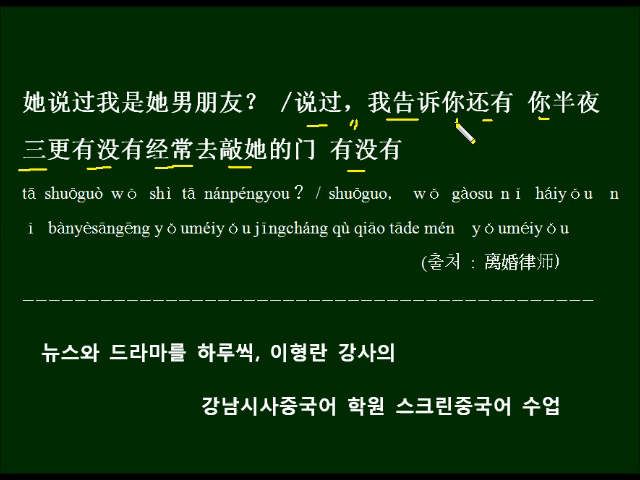 她说过我是她男朋友？ /说过，我告诉你还有 你半夜
三更有没有经常去敲她的门 有没有
tā shuōguò wǒ shì tā nánpéngyou？/ shuōguo， wǒ gàosu nǐ háiyǒu n
ǐ bànyèsāngēng yǒuméiyǒu jīngcháng qù qiāo tāde mén yǒuméiyǒu
(출처 : 离婚律师)
뉴스와 드라마를 하루씩, 이형란 강사의
강남시사중국어 학원 스크린중국어 수업